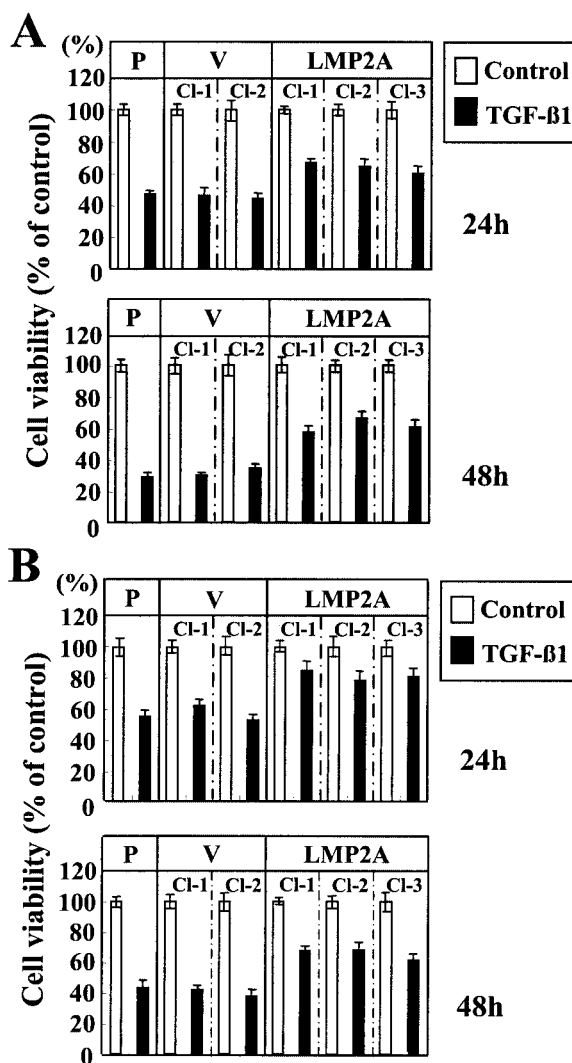 A (%)
P V LMP2A
Cl-1 Cl-2 Cl-1 Cl-2 Cl-3
120
100
80
60
40
20
0
Control
TGF-ß1
24h
P V LMP2A
Cl-1 Cl-2 Cl-1 Cl-2 Cl-3
120
100
80
60
40
20
0
48h
Cell viability (% of control)
B (%)
P V LMP2A
Cl-1 Cl-2 Cl-1 Cl-2 Cl-3
120
100
80
60
40
20
0
Control
TGF-ß1
24h
P V LMP2A
Cl-1 Cl-2 Cl-1 Cl-2 Cl-3
120
100
80
60
40
20
0
48h
Cell viability (% of control)